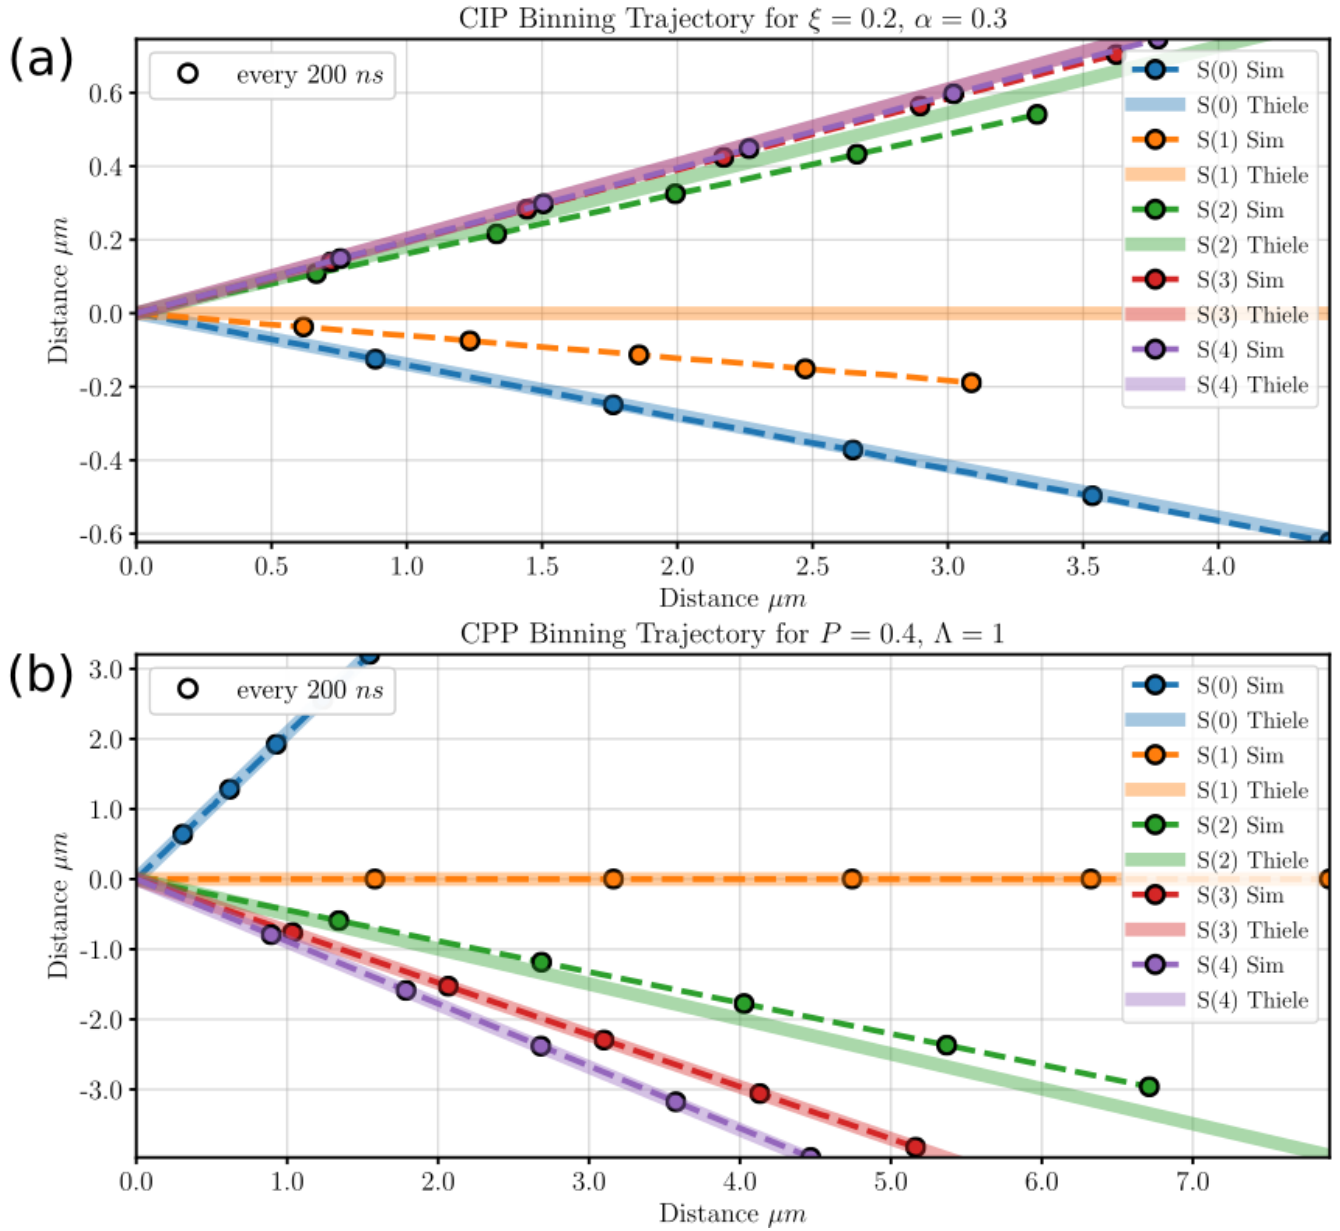 CIP Binning Trajectory for ξ = 0.2, α = 0.3
(a)
every 200 ns
0.6
0.4
0.2
0.0
-0.2
-0.4
-0.6
Distance μm
0.0 0.5 1.0 1.5 2.0 2.5 3.0 3.5 4.0
Distance μm
S(0) Sim
S(0) Thiele
S(1) Sim
S(1) Thiele
S(2) Sim
S(2) Thiele
S(3) Sim
S(3) Thiele
S(4) Sim
S(4) Thiele
CPP Binning Trajectory for P = 0.4, Λ = 1
(b)
every 200 ns
3.0
2.0
1.0
0.0
-1.0
-2.0
-3.0
Distance μm
0.0 1.0 2.0 3.0 4.0 5.0 6.0 7.0
Distance μm
S(0) Sim
S(0) Thiele
S(1) Sim
S(1) Thiele
S(2) Sim
S(2) Thiele
S(3) Sim
S(3) Thiele
S(4) Sim
S(4) Thiele